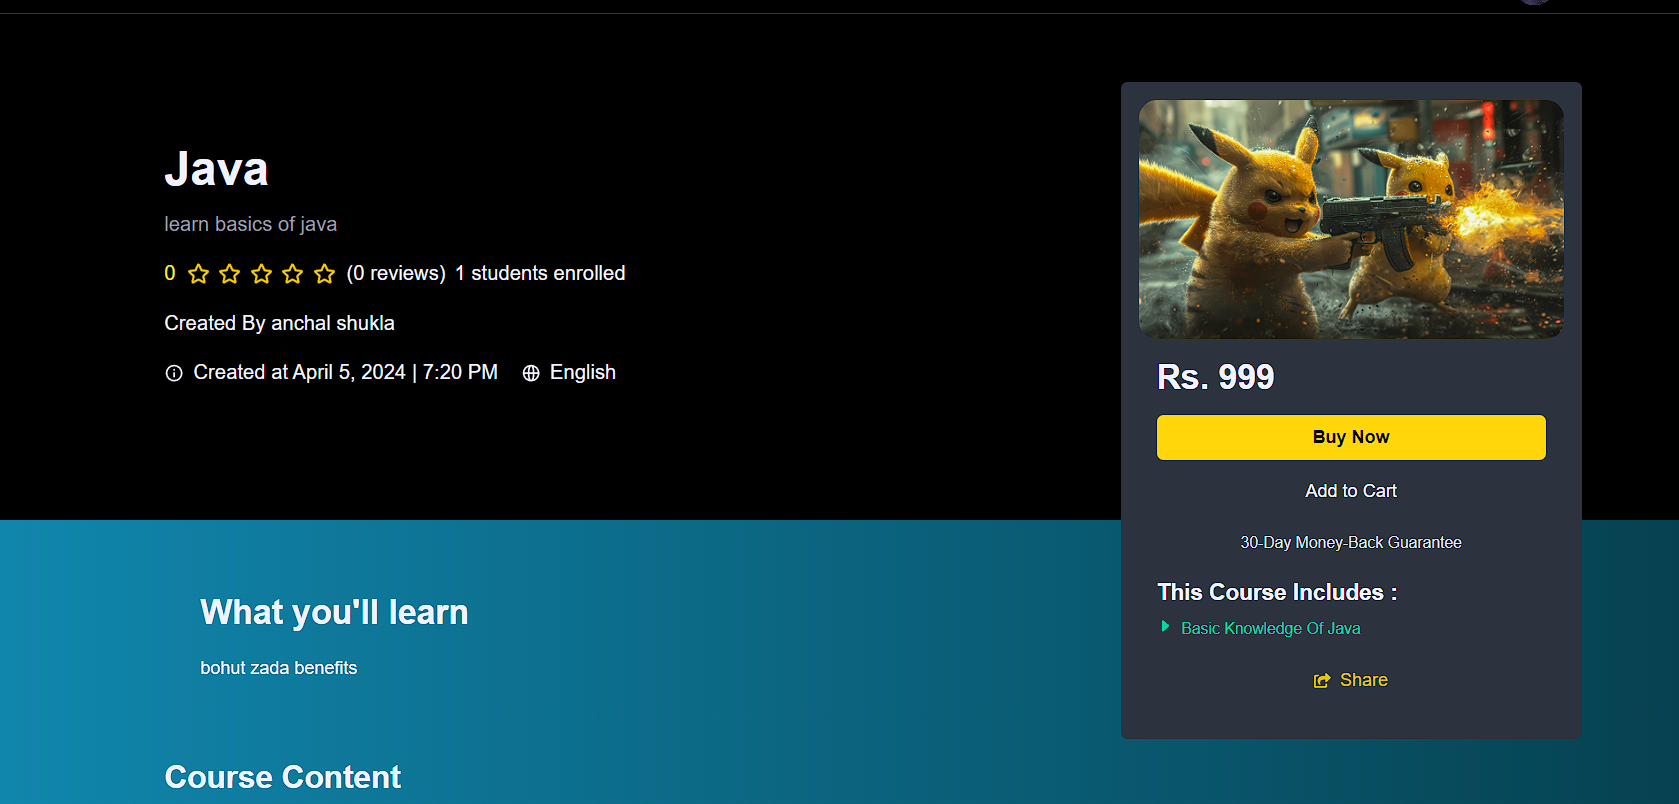 Java
learn basics of java
0 (0 reviews) 1 students enrolled
Created By anchal shukla
Created at April 5, 2024 | 7:20 PM English
Rs. 999
Buy Now
Add to Cart
30-Day Money-Back Guarantee
This Course Includes :
Basic Knowledge Of Java
Share
What you'll learn
bohut zada benefits
Course Content